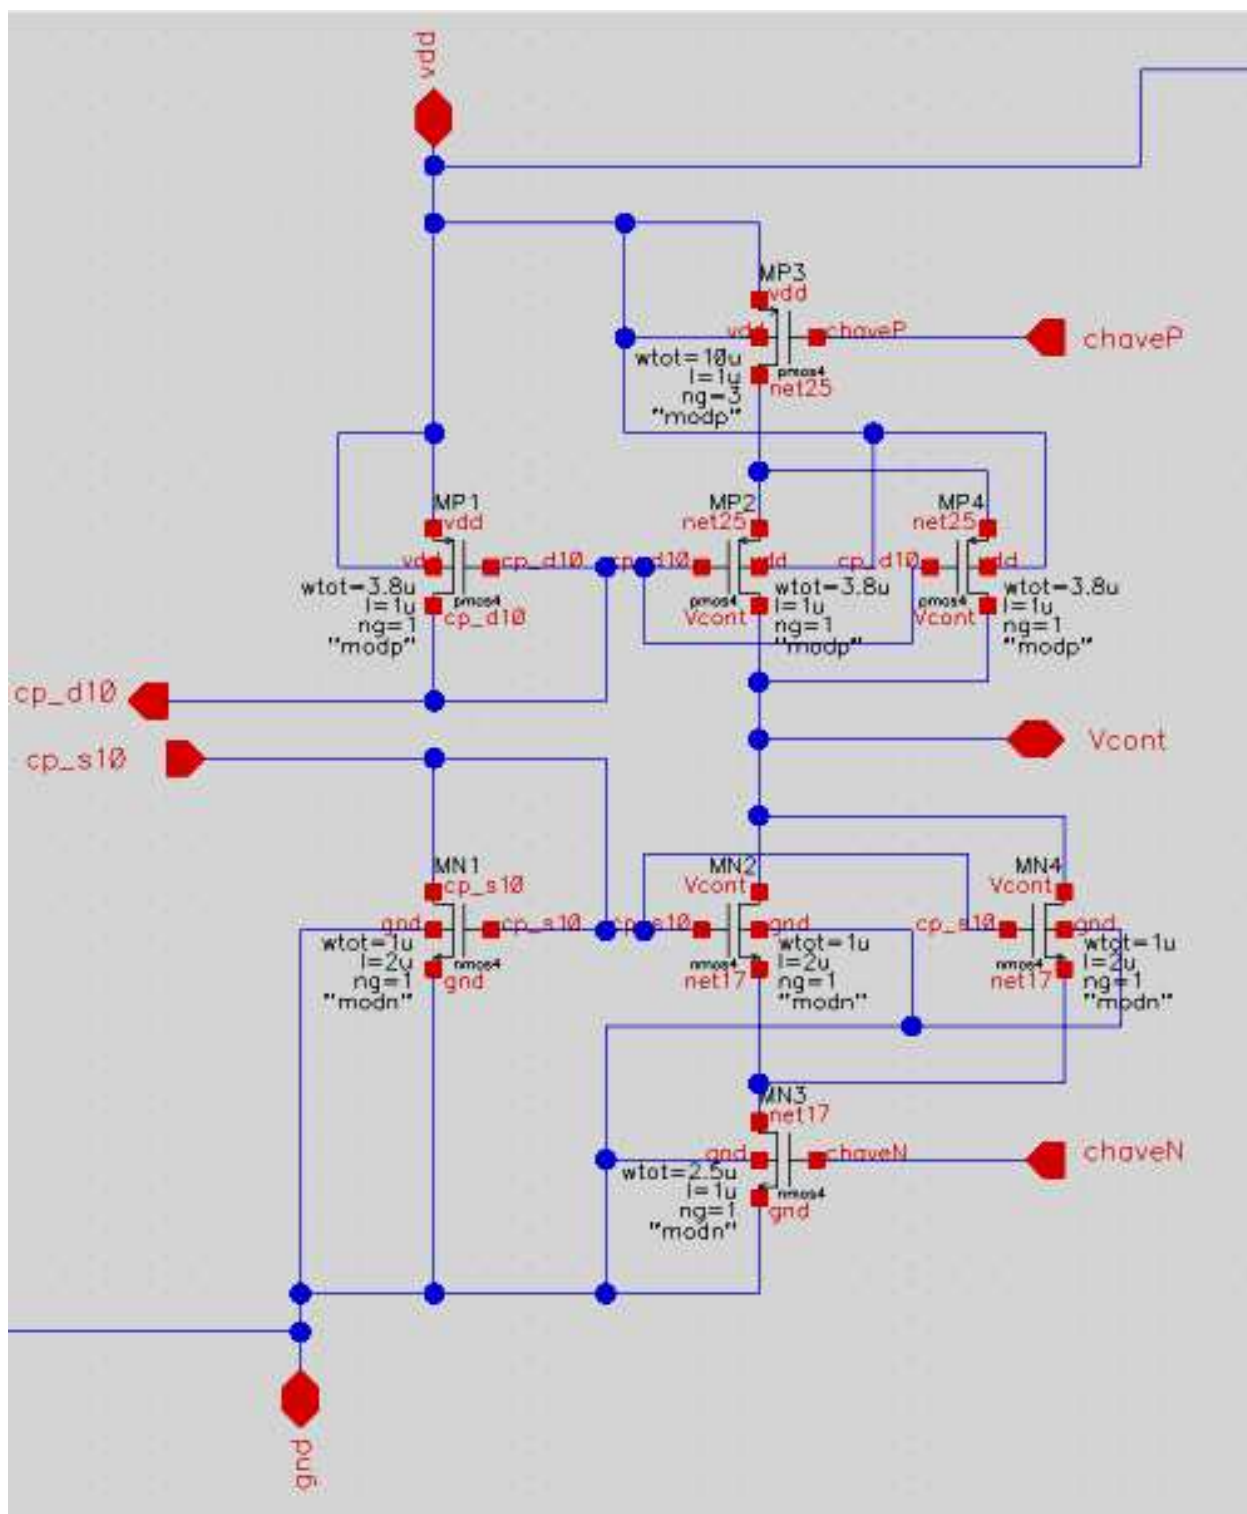 vdd
MP3
vdd
vdd
chaveP
chaveP
wtot=10u
pmos4
l=1u
net25
ng=3
"modp"
MP1
MP2
MP4
vdd
net25
net25
vdd
cp_d10
cp_d10
vdd
cp_d10
vdd
wtot=3.8u
wtot=3.8u
wtot=3.8u
l=1u
pmos4
pmos4
l=1u
pmos4
l=1u
ng=1
cp_d10
Vcont
ng=1
Vcont
ng=1
"modp"
"modp"
"modp"
cp_d10
Vcont
cp_s10
MN1
MN2
MN4
cp_s10
Vcont
Vcont
gnd
cp_s10
cp_s10
gnd
cp_s10
gnd
wtot=1u
wtot=1u
wtot=1u
l=2u
nmos4
nmos4
l=2u
nmos4
l=2u
ng=1
gnd
net17
ng=1
net17
ng=1
"modn"
"modn"
"modn"
MN3
net17
gnd
chaveN
chaveN
wtot=2.5u
l=1u
nmos4
ng=1
gnd
"modn"
gnd